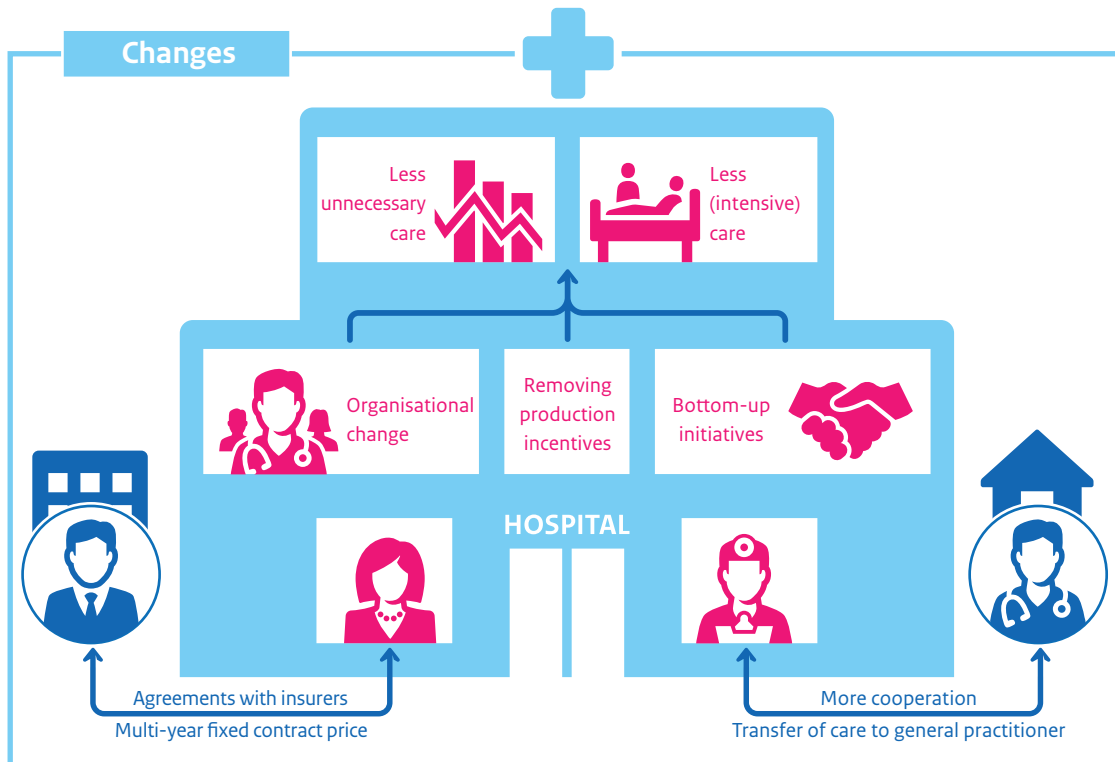 Changes
Less
unnecessary
care
Less
(intensive)
care
Organisational
change
Removing
production
incentives
Bottom-up
initiatives
HOSPITAL
Agreements with insurers
Multi-year fixed contract price
More cooperation
Transfer of care to general practitioner